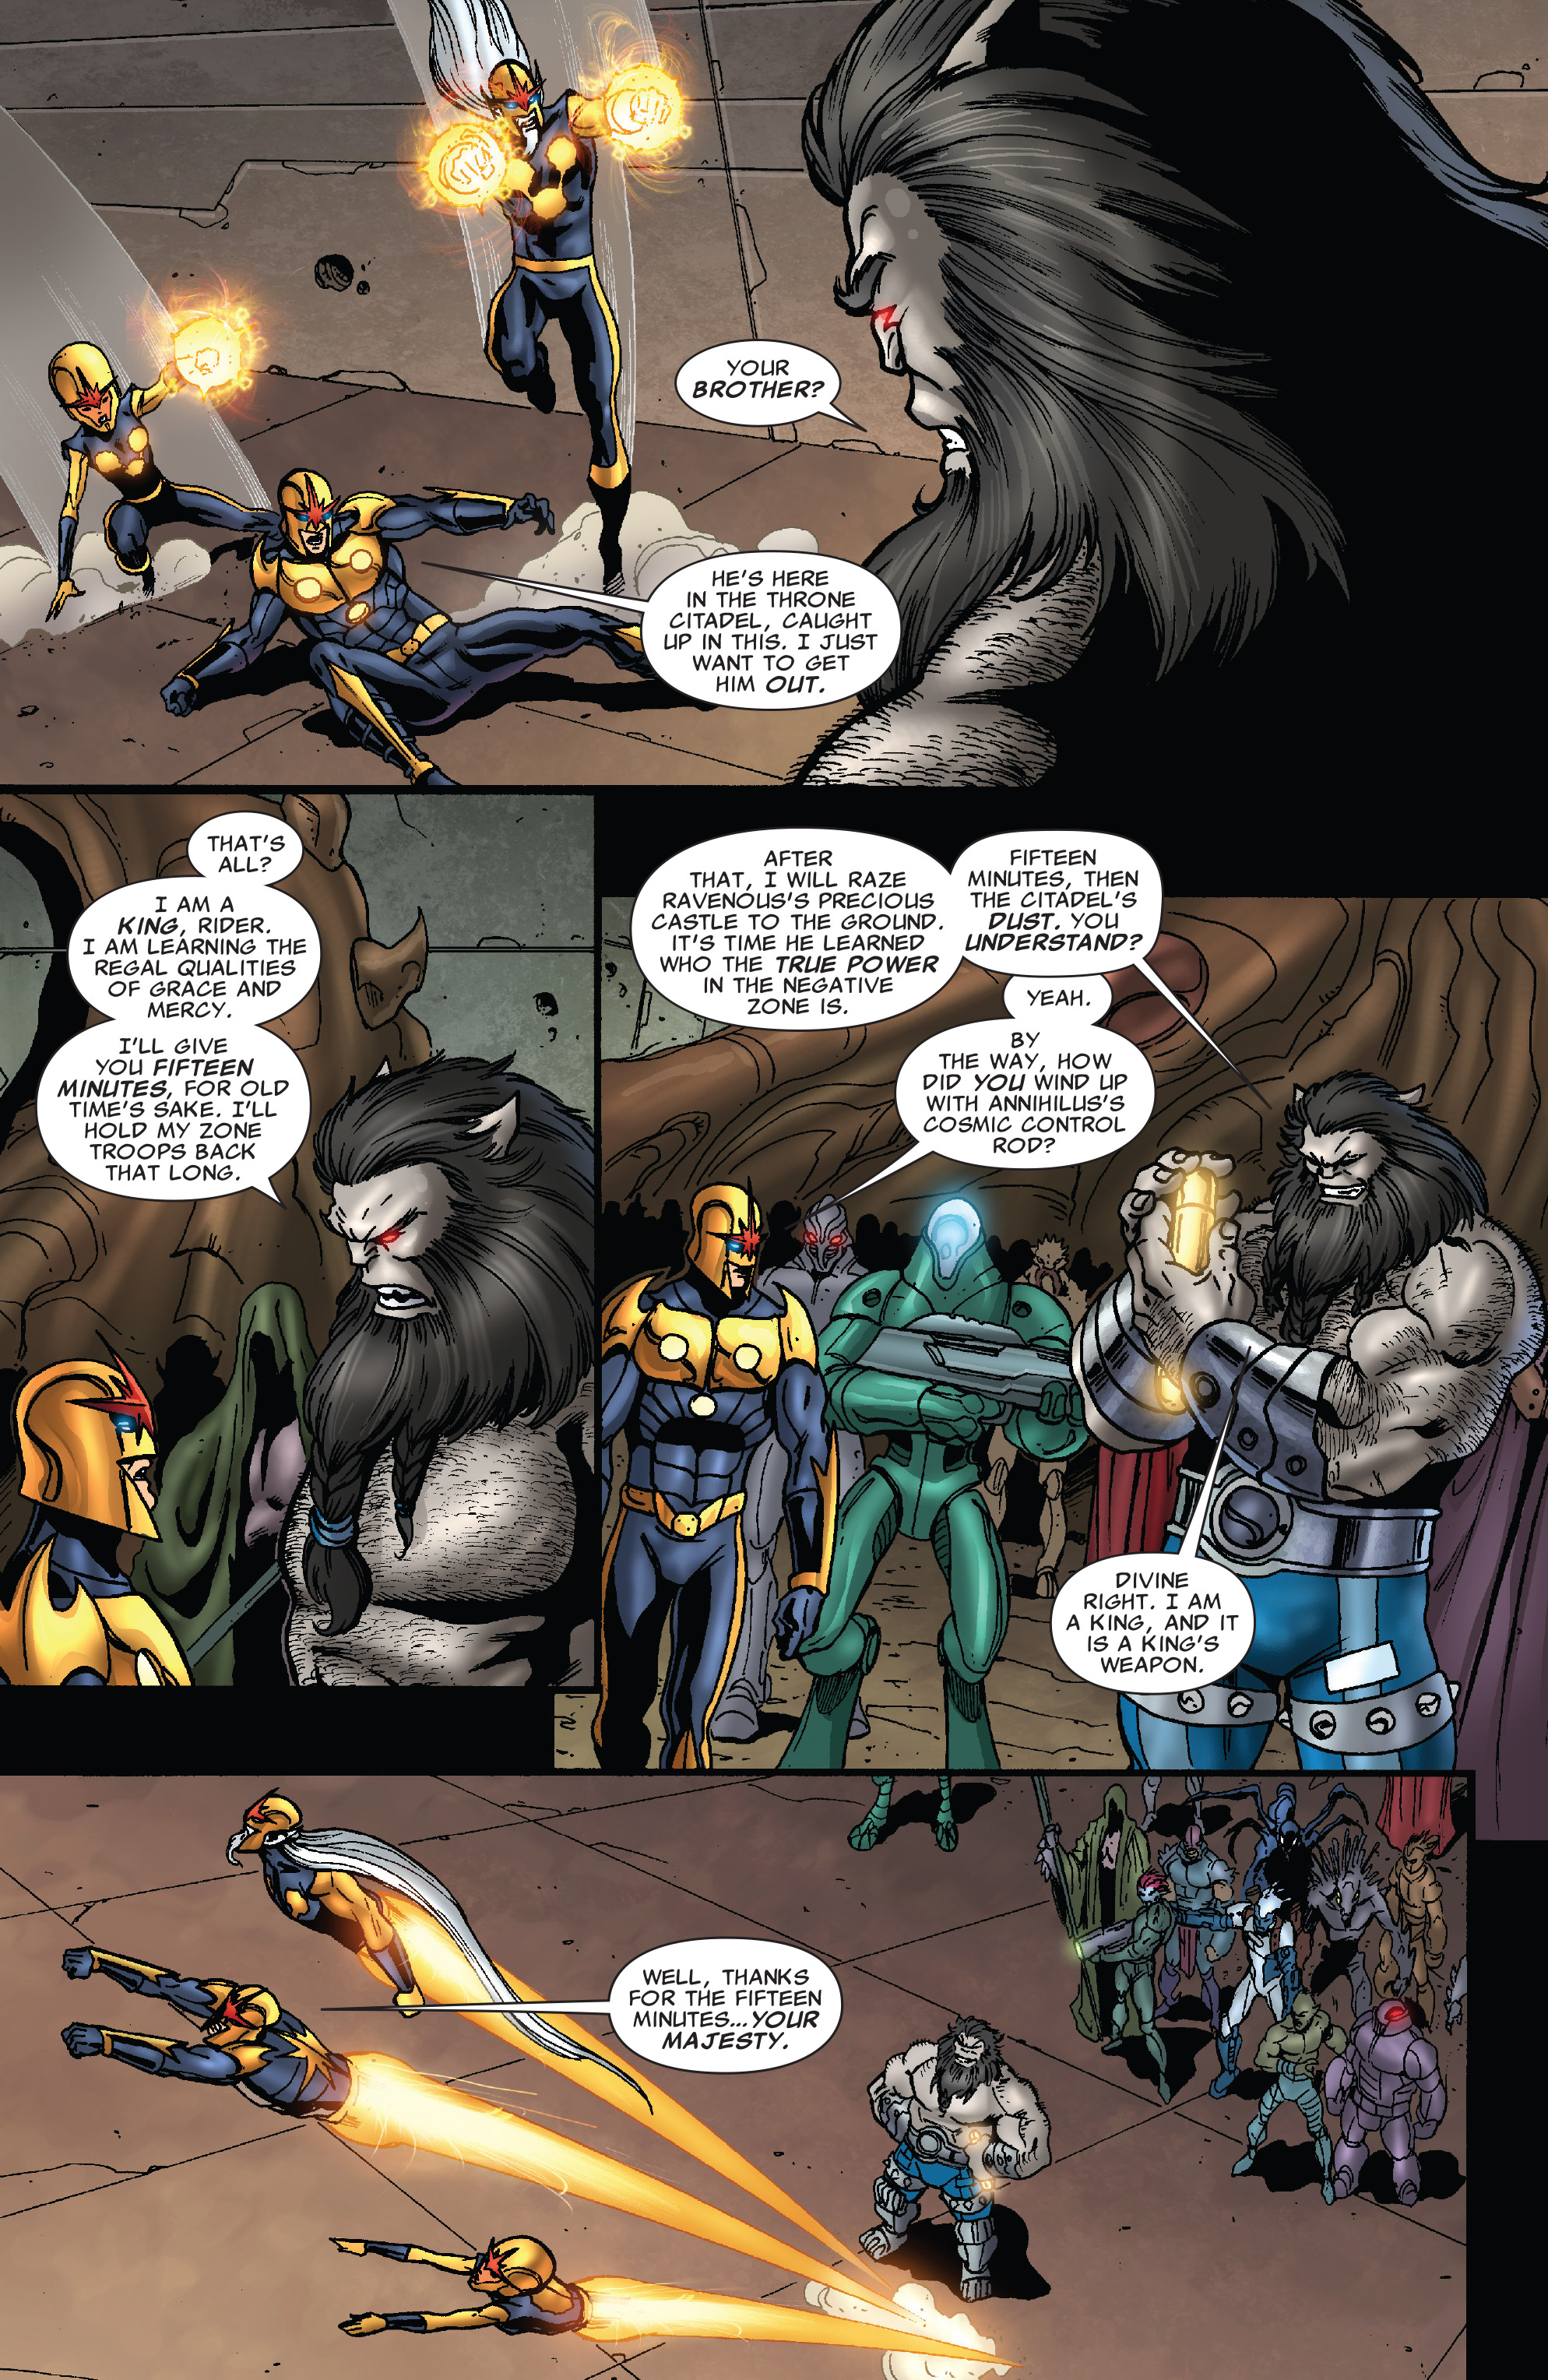 YOUR
BROTHER?
HE'S HERE
IN THE THRONE
CITADEL, CAUGHT
UP IN THIS. I JUST
WANT TO GET
HIM OUT.
THAT'S
ALL?
I AM A
KING, RIDER.
I AM LEARNING THE
REGAL QUALITIES
OF GRACE AND
MERCY.
I'LL GIVE
YOU FIFTEEN
MINUTES, FOR OLD
TIME'S SAKE. I'LL
HOLD MY ZONE
TROOPS BACK
THAT LONG.
AFTER
THAT, I WILL RAZE
RAVENOUS'S PRECIOUS
CASTLE TO THE GROUND.
IT'S TIME HE LEARNED
WHO THE TRUE POWER
IN THE NEGATIVE
ZONE IS.
FIFTEEN
MINUTES, THEN
THE CITADEL'S
DUST. YOU
UNDERSTAND?
YEAH.
BY
THE WAY, HOW
DID YOU WIND UP
WITH ANNIHILUS'S
COSMIC CONTROL
ROD?
DIVINE
RIGHT. I AM
A KING, AND IT
IS A KING'S
WEAPON.
WELL, THANKS
FOR THE FIFTEEN
MINUTES...YOUR
MAJESTY.